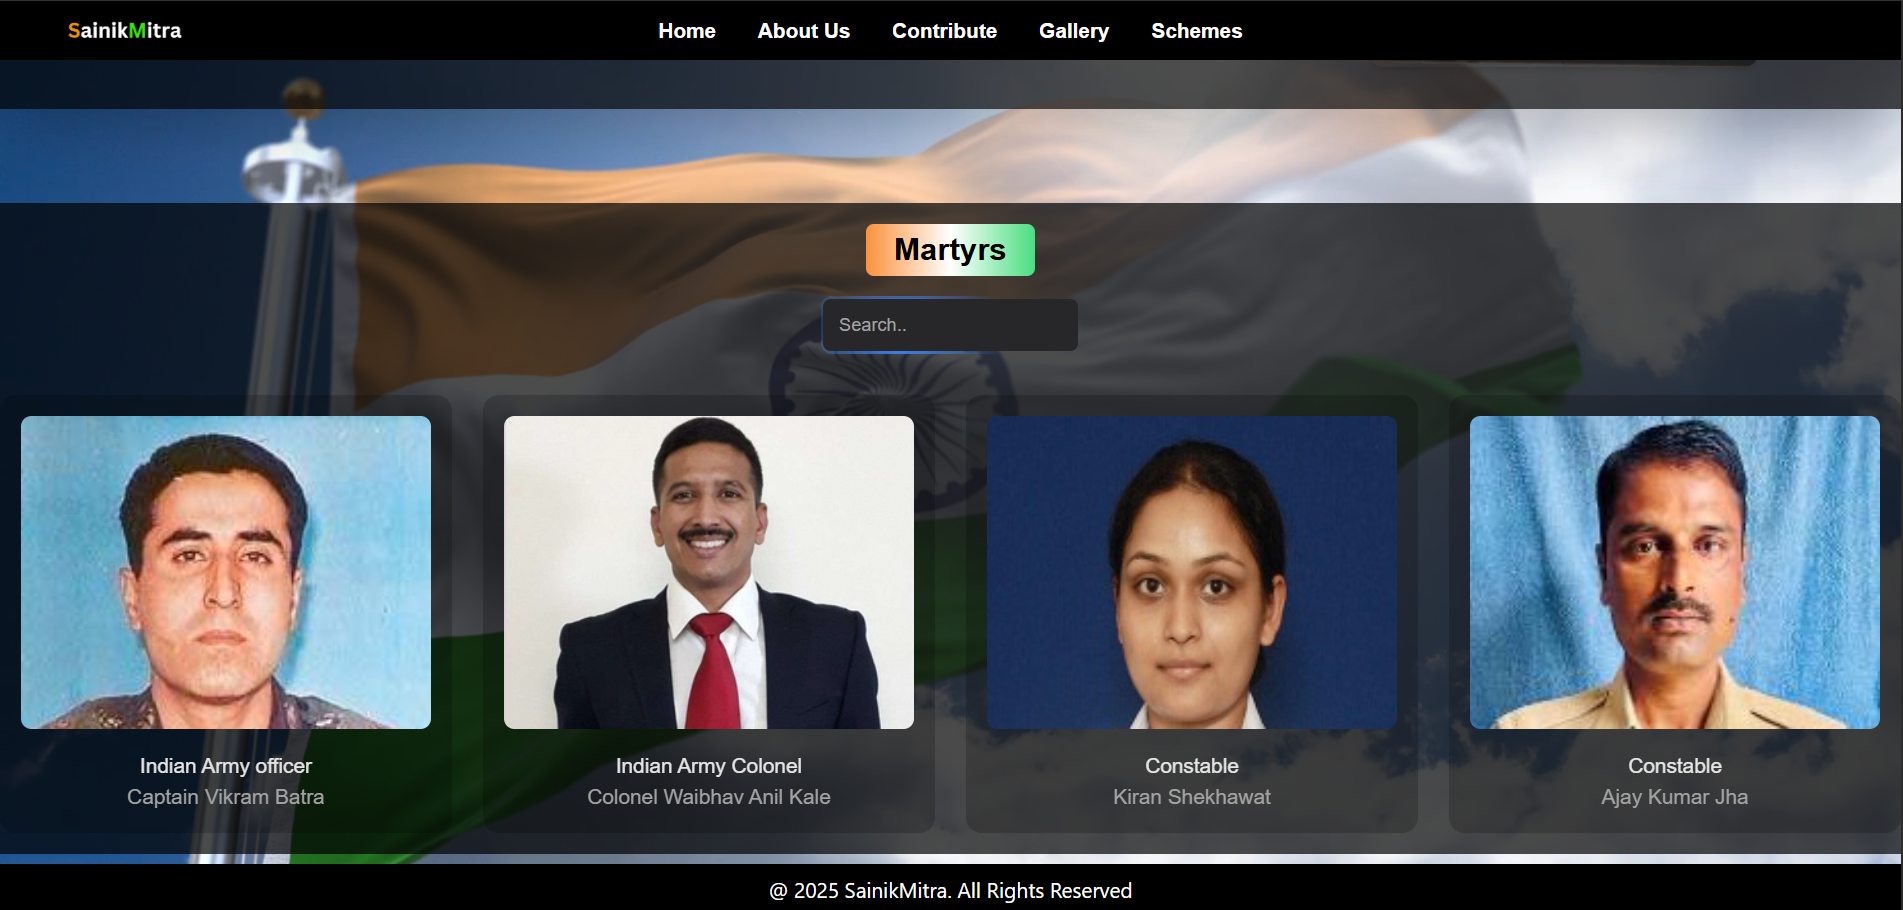 SainikMitra
Home About Us Contribute Gallery Schemes
Martyrs
Search..
Indian Army officer
Captain Vikram Batra
Indian Army Colonel
Colonel Waibhav Anil Kale
Constable
Kiran Shekhawat
Constable
Ajay Kumar Jha
@ 2025 SainikMitra. All Rights Reserved